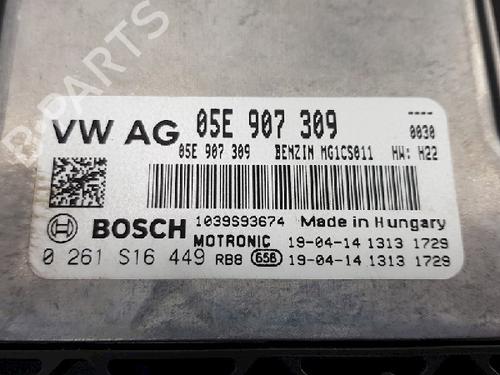 B-PARTS
----
VW AG 05E 907 309 0030
05E 907 309 BENZIN MG1CS011 HW: H22
BOSCH 1039S93674 Made in Hungary
MOTRONIC 19-04-14 1313 1729
0 261 S16 449 RB8 656 19-04-14 1313 1729